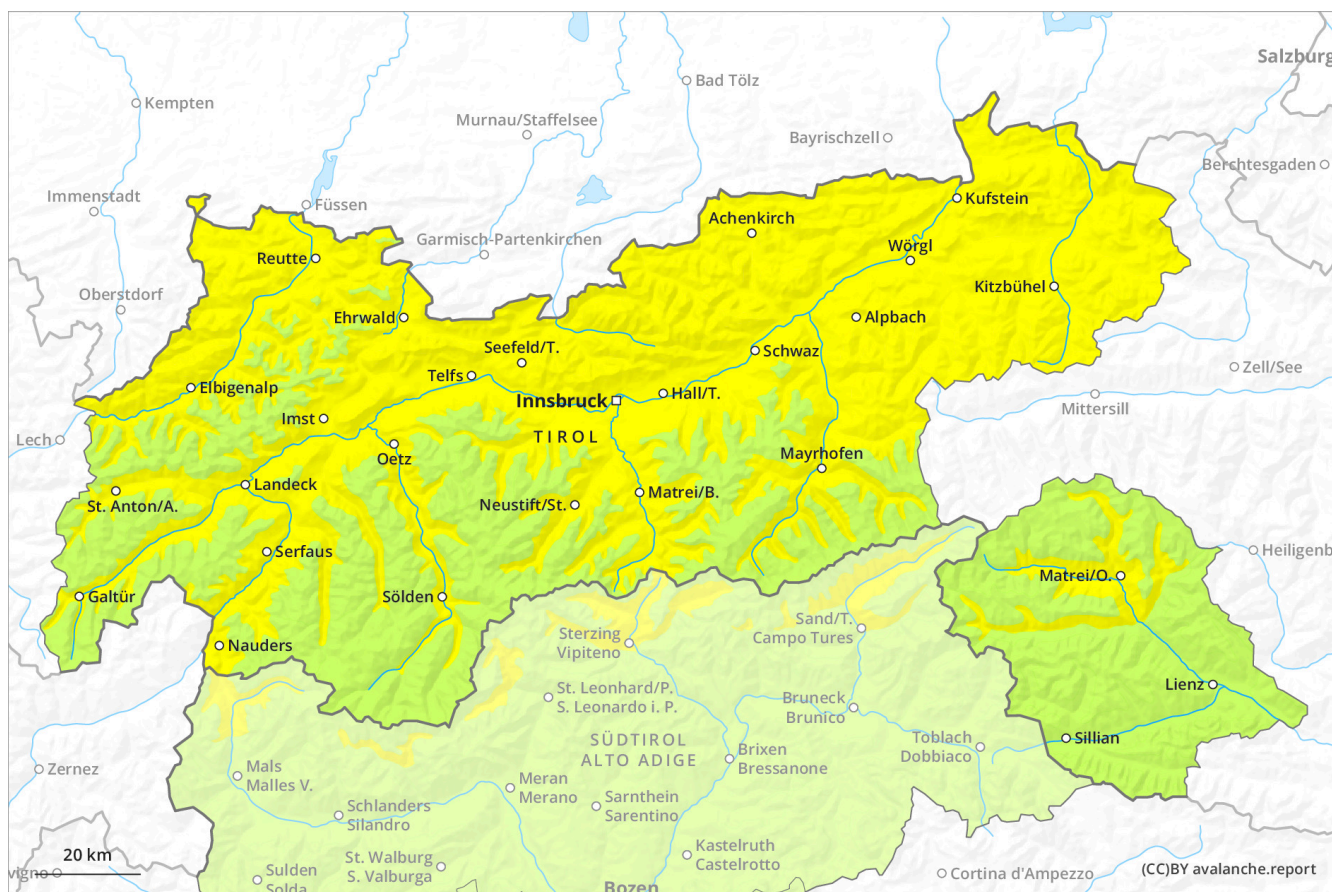 Salzburg
Bad Tölz
Kempten
Murnau/Staffelsee
Bayrischzell
Berchtesgaden
Immenstadt
Füssen
Kufstein
Achenkirch
Garmisch-Partenkirchen
Wörgl
Reutte
Kitzbühel
Oberstdorf
Ehrwald
Alpbach
Seefeld/T.
Schwaz
Zell/See
Telfs
Elbigenalp
Hall/T.
Innsbruck
Mittersill
Imst
Lech
TIROL
Oetz
Mayrhofen
Landeck
Matrei/B.
St. Anton/A.
Neustift/St.
Serfaus
Heiligenb
Matrei/O.
Galtür
Sölden
Sand/T.
Campo Tures
Sterzing
Vipiteno
Nauders
Lienz
St. Leonhard/P.
S. Leonardo i. P.
Bruneck
Brunico
SÜDTIROL
ALTO ADIGE
Toblach
Dobbiaco
Sillian
Brixen
Bressanone
Zernez
Mals
Malles V.
Meran
Merano
Schlanders
Silandro
Sarnthein
Sarentino
20 km
St. Walburg
S. Valburga
Kastelruth
Castelrotto
vigno
Sulden
Solda
Cortina d'Ampezzo
(CC)BY avalanche.report
Bozen